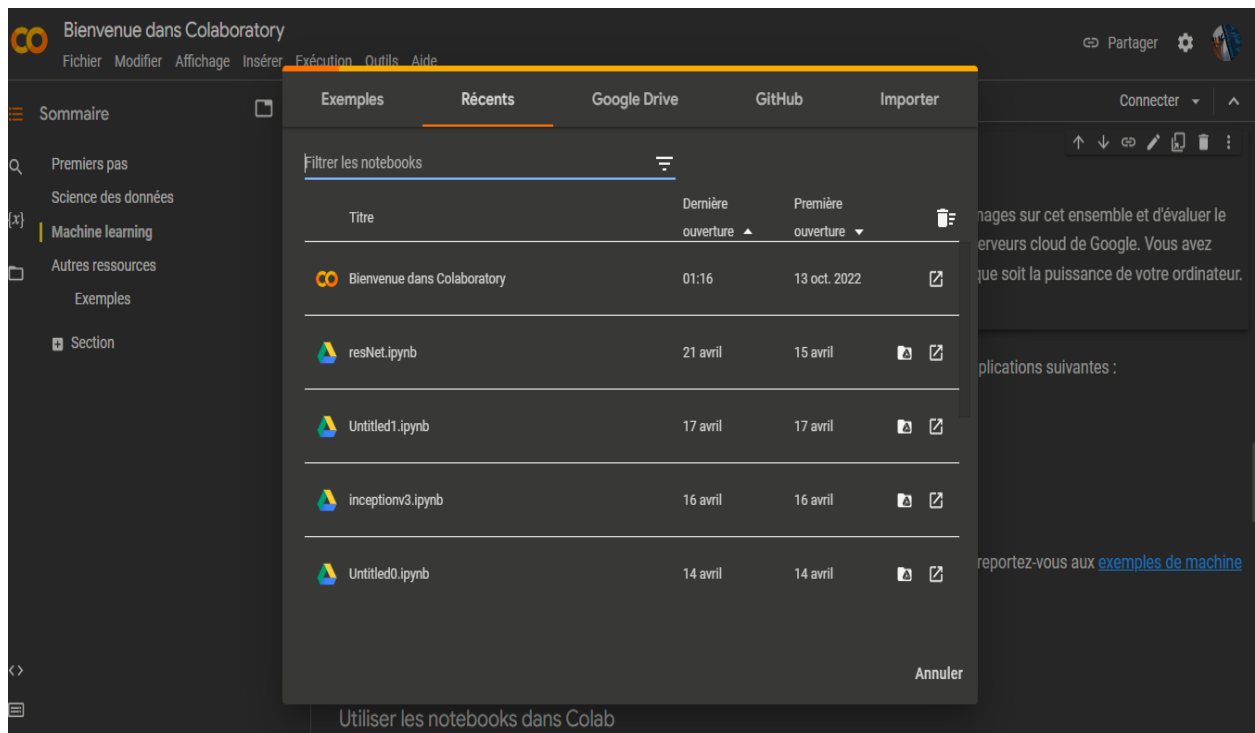 Bienvenue dans Colaboratory
Fichier Modifier Affichage Insérer Exécution Outils Aide
Partager
Connecter
Sommaire
Premiers pas
Science des données
{x}
Machine learning
Autres ressources
Exemples
Section
Exemples Récents Google Drive GitHub Importer
Filtrer les notebooks
Titre Dernière ouverture Première ouverture
Bienvenue dans Colaboratory 01:16 13 oct. 2022
resNet.ipynb 21 avril 15 avril
Untitled1.ipynb 17 avril 17 avril
inceptionv3.ipynb 16 avril 16 avril
Untitled0.ipynb 14 avril 14 avril
Annuler
sur cet ensemble et d'évaluer le
cloud de Google. Vous avez
que soit la puissance de votre ordinateur.
suivantes :
reportez-vous aux exemples de machine
Utiliser les notebooks dans Colab